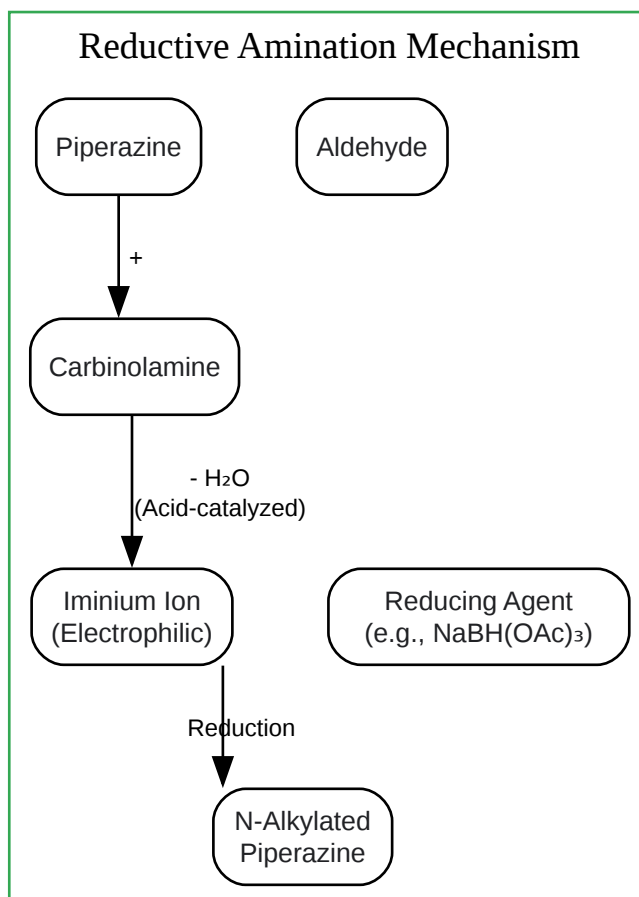 Reductive Amination Mechanism
Piperazine
Aldehyde
+
Carbinolamine
- H₂O
(Acid-catalyzed)
Iminium Ion
(Electrophilic)
Reducing Agent
(e.g., NaBH(OAc)₃)
Reduction
N-Alkylated
Piperazine